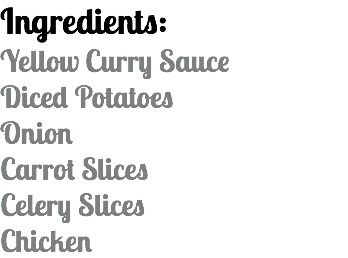 Ingredients:
Yellow Curry Sauce
Diced Potatoes
Onion
Carrot Slices
Celery Slices
Chicken